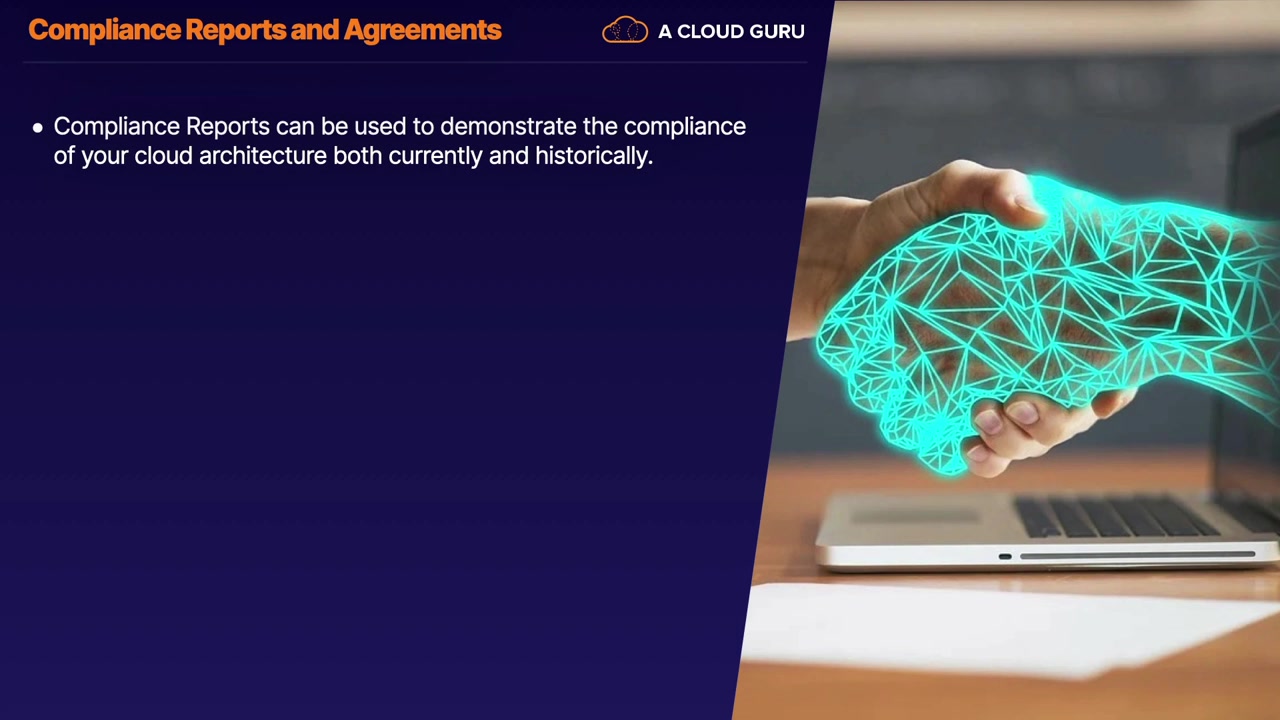 Compliance Reports and Agreements
A CLOUD GURU
• Compliance Reports can be used to demonstrate the compliance
of your cloud architecture both currently and historically.